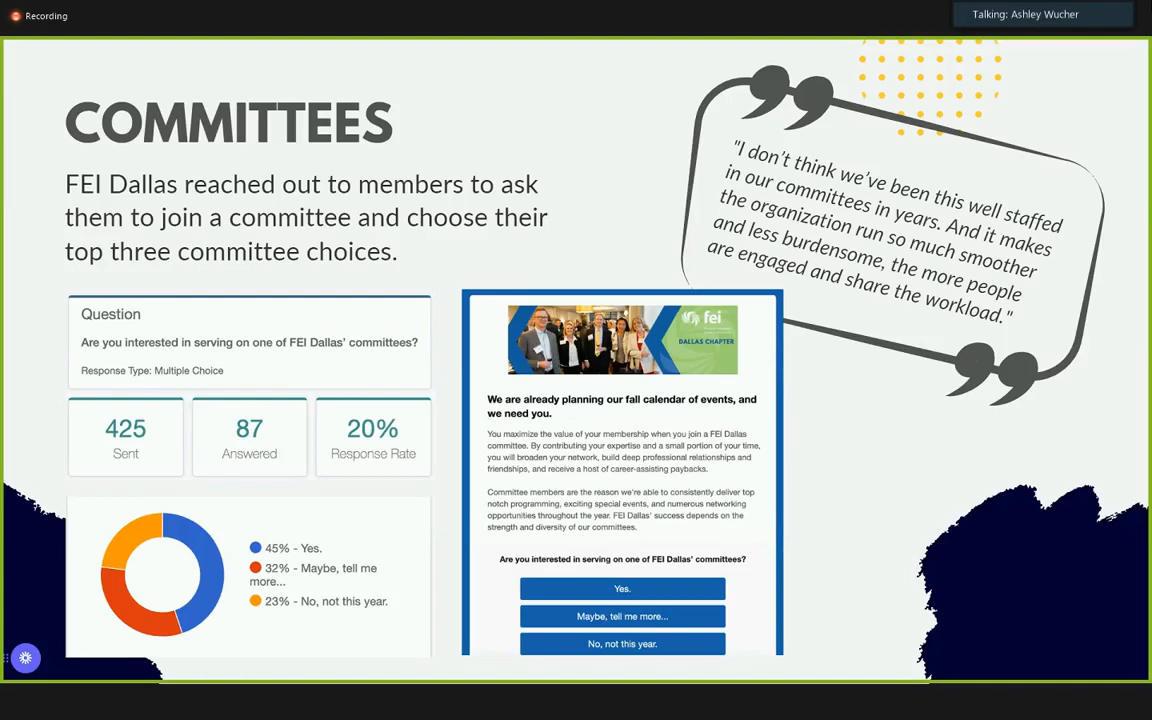 Recording
Talking: Ashley Wucher
COMMITTEES
FEI Dallas reached out to members to ask
them to join a committee and choose their
top three committee choices.
"I don't think we've been this well staffed
in our committees in years. And it makes
the organization run so much smoother
and less burdensome, the more people
are engaged and share the workload."
Question
Are you interested in serving on one of FEI Dallas' committees?
Response Type: Multiple Choice
425
Sent
87
Answered
20%
Response Rate
45% - Yes.
32% - Maybe, tell me
more...
23% - No, not this year.
fei
DALLAS CHAPTER
We are already planning our fall calendar of events, and
we need you.
You maximize the value of your membership when you join a FEI Dallas
committee. By contributing your expertise and a small portion of your time,
you will broaden your network, build deep professional relationships and
friendships, and receive a host of career-assisting paybacks.
Committee members are the reason we're able to consistently deliver top
notch programming, exciting special events, and numerous networking
opportunities throughout the year. FEI Dallas' success depends on the
strength and diversity of our committees.
Are you interested in serving on one of FEI Dallas' committees?
Yes.
Maybe, tell me more...
No, not this year.